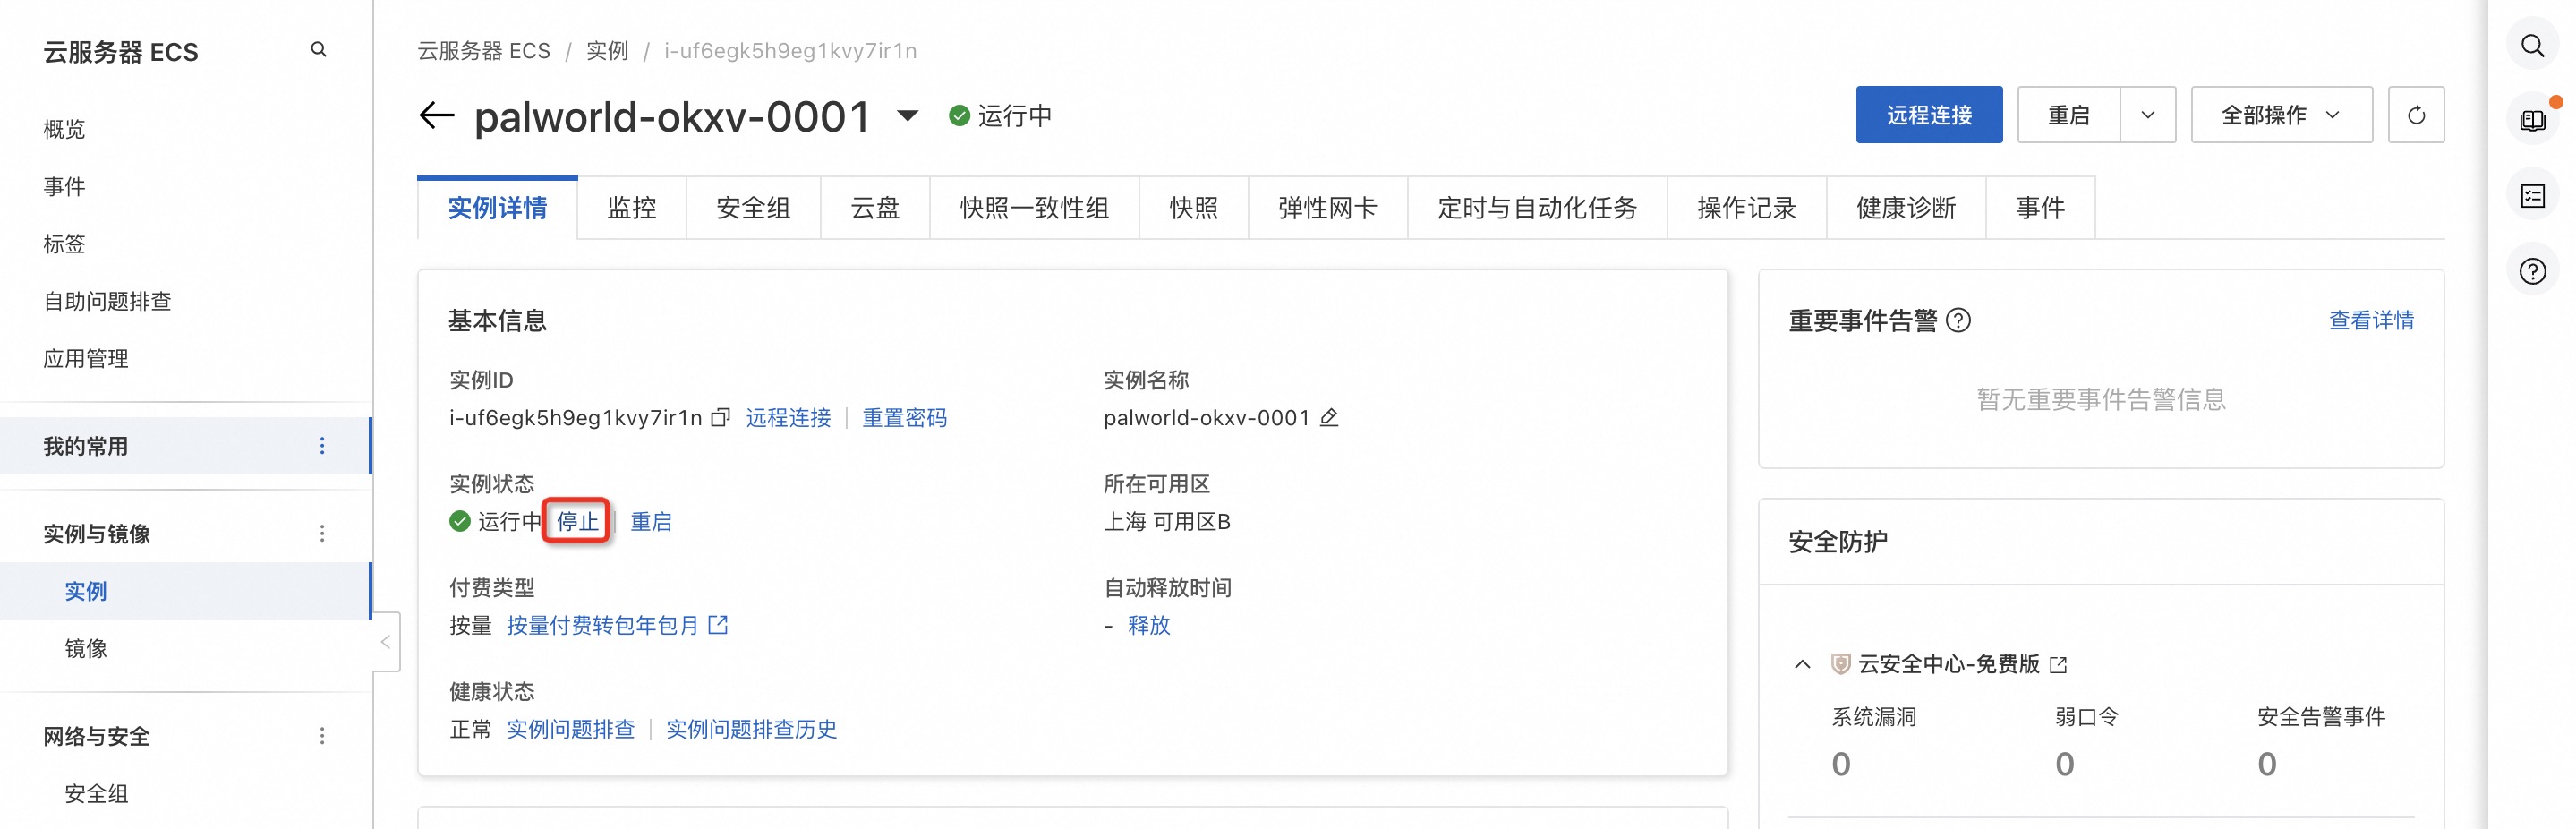 云服务器 ECS
概览
事件
标签
自助问题排查
应用管理
我的常用
实例与镜像
实例
镜像
网络与安全
安全组
云服务器 ECS / 实例 / i-uf6egk5h9eg1kvy7ir1n
palworld-okxv-0001 运行中
远程连接 重启 全部操作
实例详情 监控 安全组 云盘 快照一致性组 快照 弹性网卡 定时与自动化任务 操作记录 健康诊断 事件
基本信息
实例ID
i-uf6egk5h9eg1kvy7ir1n 远程连接 | 重置密码
实例名称
palworld-okxv-0001
实例状态
运行中 停止 | 重启
所在可用区
上海 可用区B
付费类型
按量 按量付费转包年包月
自动释放时间
- 释放
健康状态
正常 实例问题排查 | 实例问题排查历史
重要事件告警 查看详情
暂无重要事件告警信息
安全防护
云安全中心-免费版
系统漏洞 弱口令 安全告警事件
0 0 0